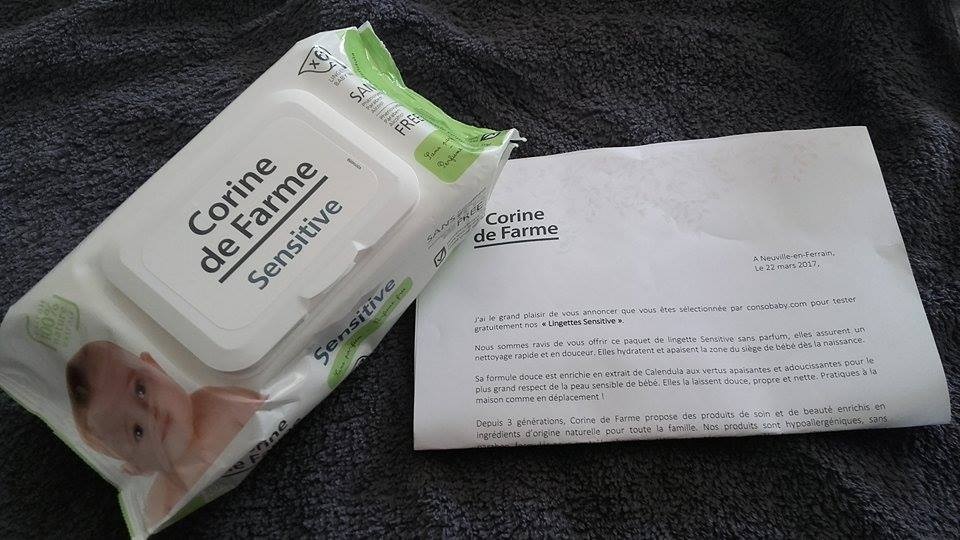 Corine
de Farme
Sensitive
SANS
FREE
Sensitive
Corine
de Farme
A Neuville-en-Ferrain,
Le 22 mars 2017,
J'ai le grand plaisir de vous annoncer que vous êtes sélectionnée par consobaby.com pour tester
gratuitement nos « Lingettes Sensitive ».
Nous sommes ravis de vous offrir ce paquet de lingette Sensitive sans parfum, elles assurent un
nettoyage rapide et en douceur. Elles hydratent et apaisent la zone du siège de bébé dès la naissance.
Sa formule douce est enrichie en extrait de Calendula aux vertus apaisantes et adoucissantes pour le
plus grand respect de la peau sensible de bébé. Elle la laissent douce, propre et nette. Pratiques à la
maison comme en déplacement !
Depuis 3 générations, Corine de Farme propose des produits de soin et de beauté enrichis en
ingrédients d'origine naturelle pour toute la famille. Nos produits sont hypoallergéniques, sans